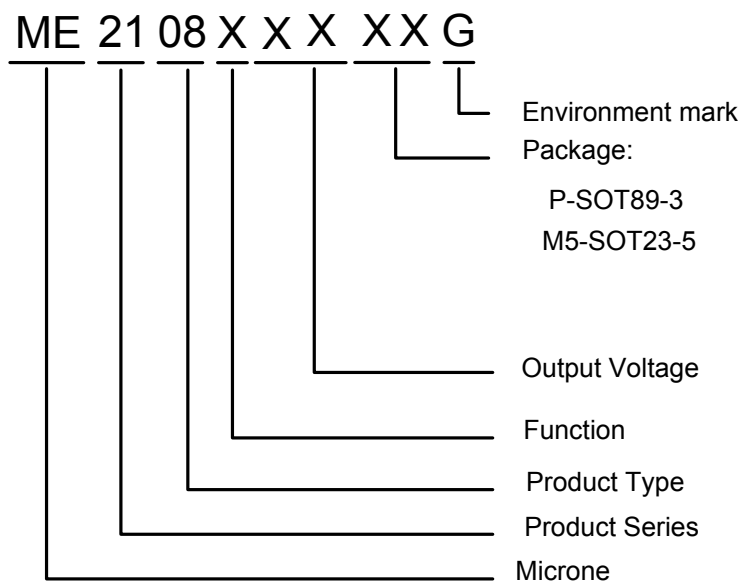 ME 21 08 X X X XX G
Environment mark
Package:
P-SOT89-3
M5-SOT23-5
Output Voltage
Function
Product Type
Product Series
Microne